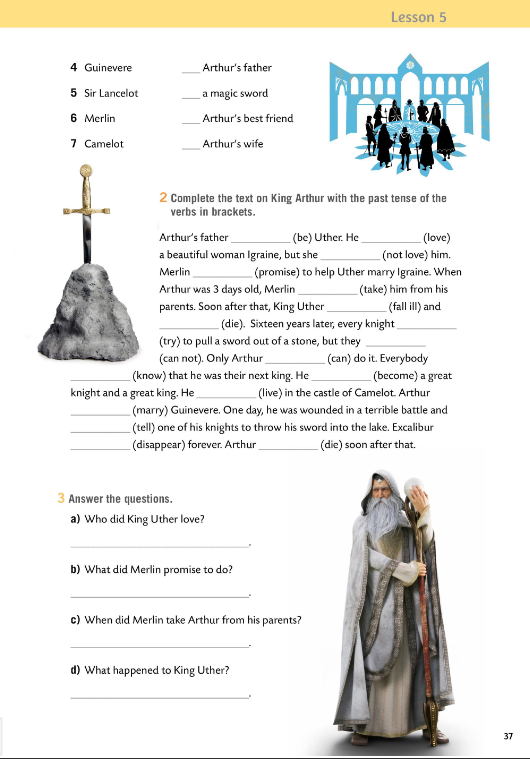 Lesson 5
4 Guinevere ___ Arthur's father
5 Sir Lancelot ___ a magic sword
6 Merlin ___ Arthur's best friend
7 Camelot ___ Arthur's wife
2 Complete the text on King Arthur with the past tense of the
verbs in brackets.
Arthur's father __________ (be) Uther. He __________ (love)
a beautiful woman Igraine, but she __________ (not love) him.
Merlin __________ (promise) to help Uther marry Igraine. When
Arthur was 3 days old, Merlin __________ (take) him from his
parents. Soon after that, King Uther __________ (fall ill) and
__________ (die). Sixteen years later, every knight __________
(try) to pull a sword out of a stone, but they __________
(can not). Only Arthur __________ (can) do it. Everybody
__________ (know) that he was their next king. He __________ (become) a great
knight and a great king. He __________ (live) in the castle of Camelot. Arthur
__________ (marry) Guinevere. One day, he was wounded in a terrible battle and
__________ (tell) one of his knights to throw his sword into the lake. Excalibur
__________ (disappear) forever. Arthur __________ (die) soon after that.
3 Answer the questions.
a) Who did King Uther love?
______________________________.
b) What did Merlin promise to do?
______________________________.
c) When did Merlin take Arthur from his parents?
______________________________.
d) What happened to King Uther?
______________________________.
37